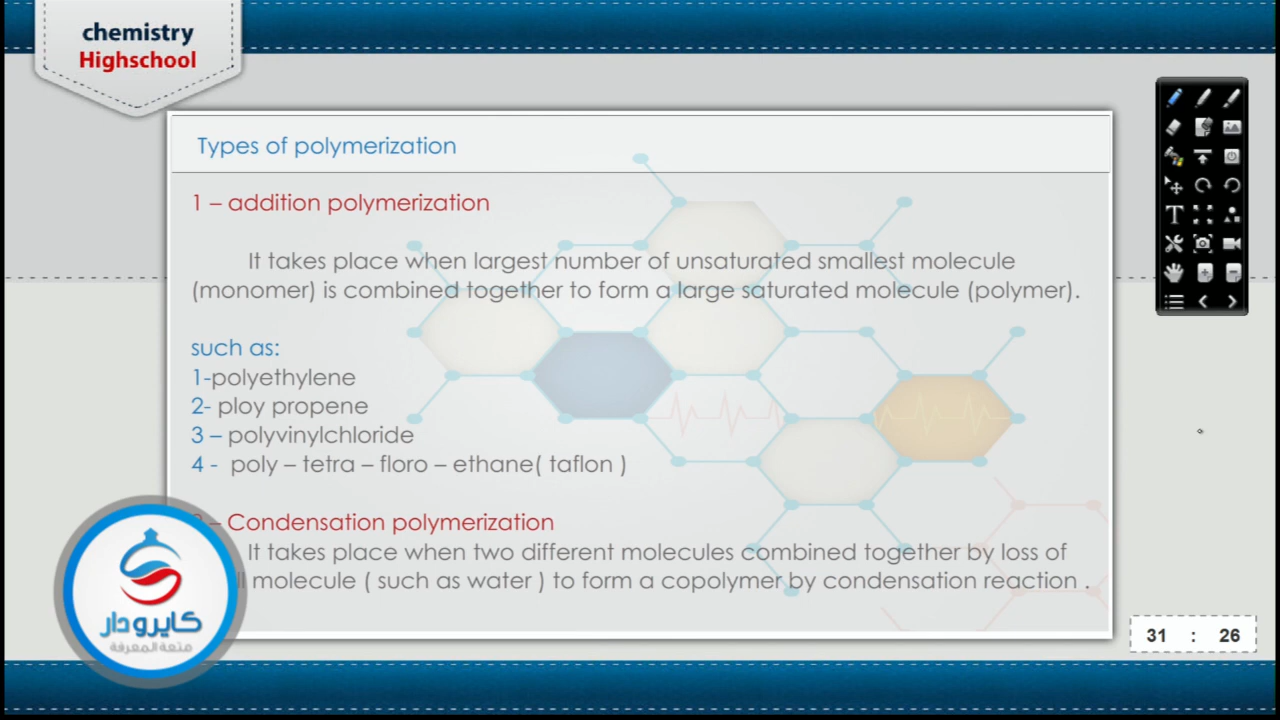 chemistry
Highschool
Types of polymerization
1 – addition polymerization
It takes place when largest number of unsaturated smallest molecule
(monomer) is combined together to form a large saturated molecule (polymer).
such as:
1-polyethylene
2- ploy propene
3 – polyvinylchloride
4 - poly – tetra – floro – ethane( taflon )
– Condensation polymerization
It takes place when two different molecules combined together by loss of
molecule ( such as water ) to form a copolymer by condensation reaction .
كايرودار
متعة المعرفة
31 : 26